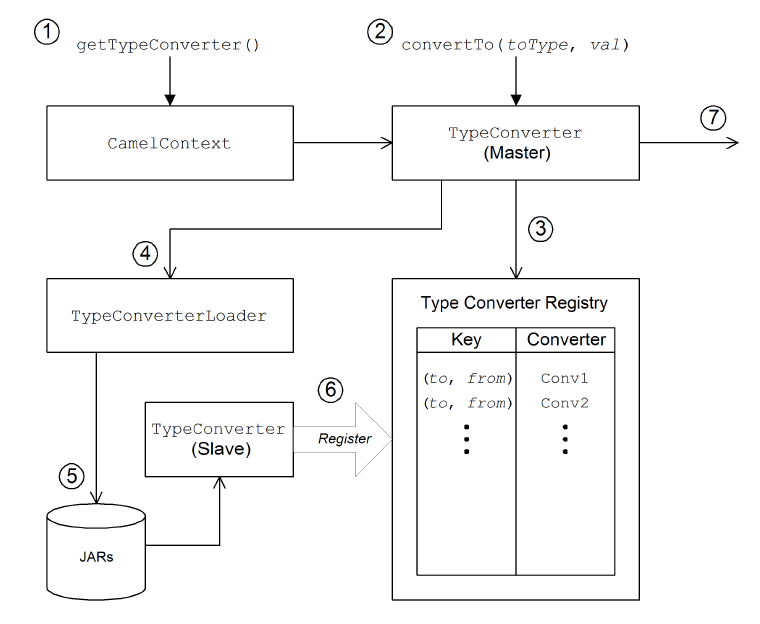 ①
getTypeConverter()
②
convertTo(toType, val)
CamelContext
TypeConverter
(Master)
⑦
③
④
TypeConverterLoader
Type Converter Registry
Key Converter
(to, from) Conv1
(to, from) Conv2
⑥
TypeConverter
(Slave)
Register
⑤
JARs